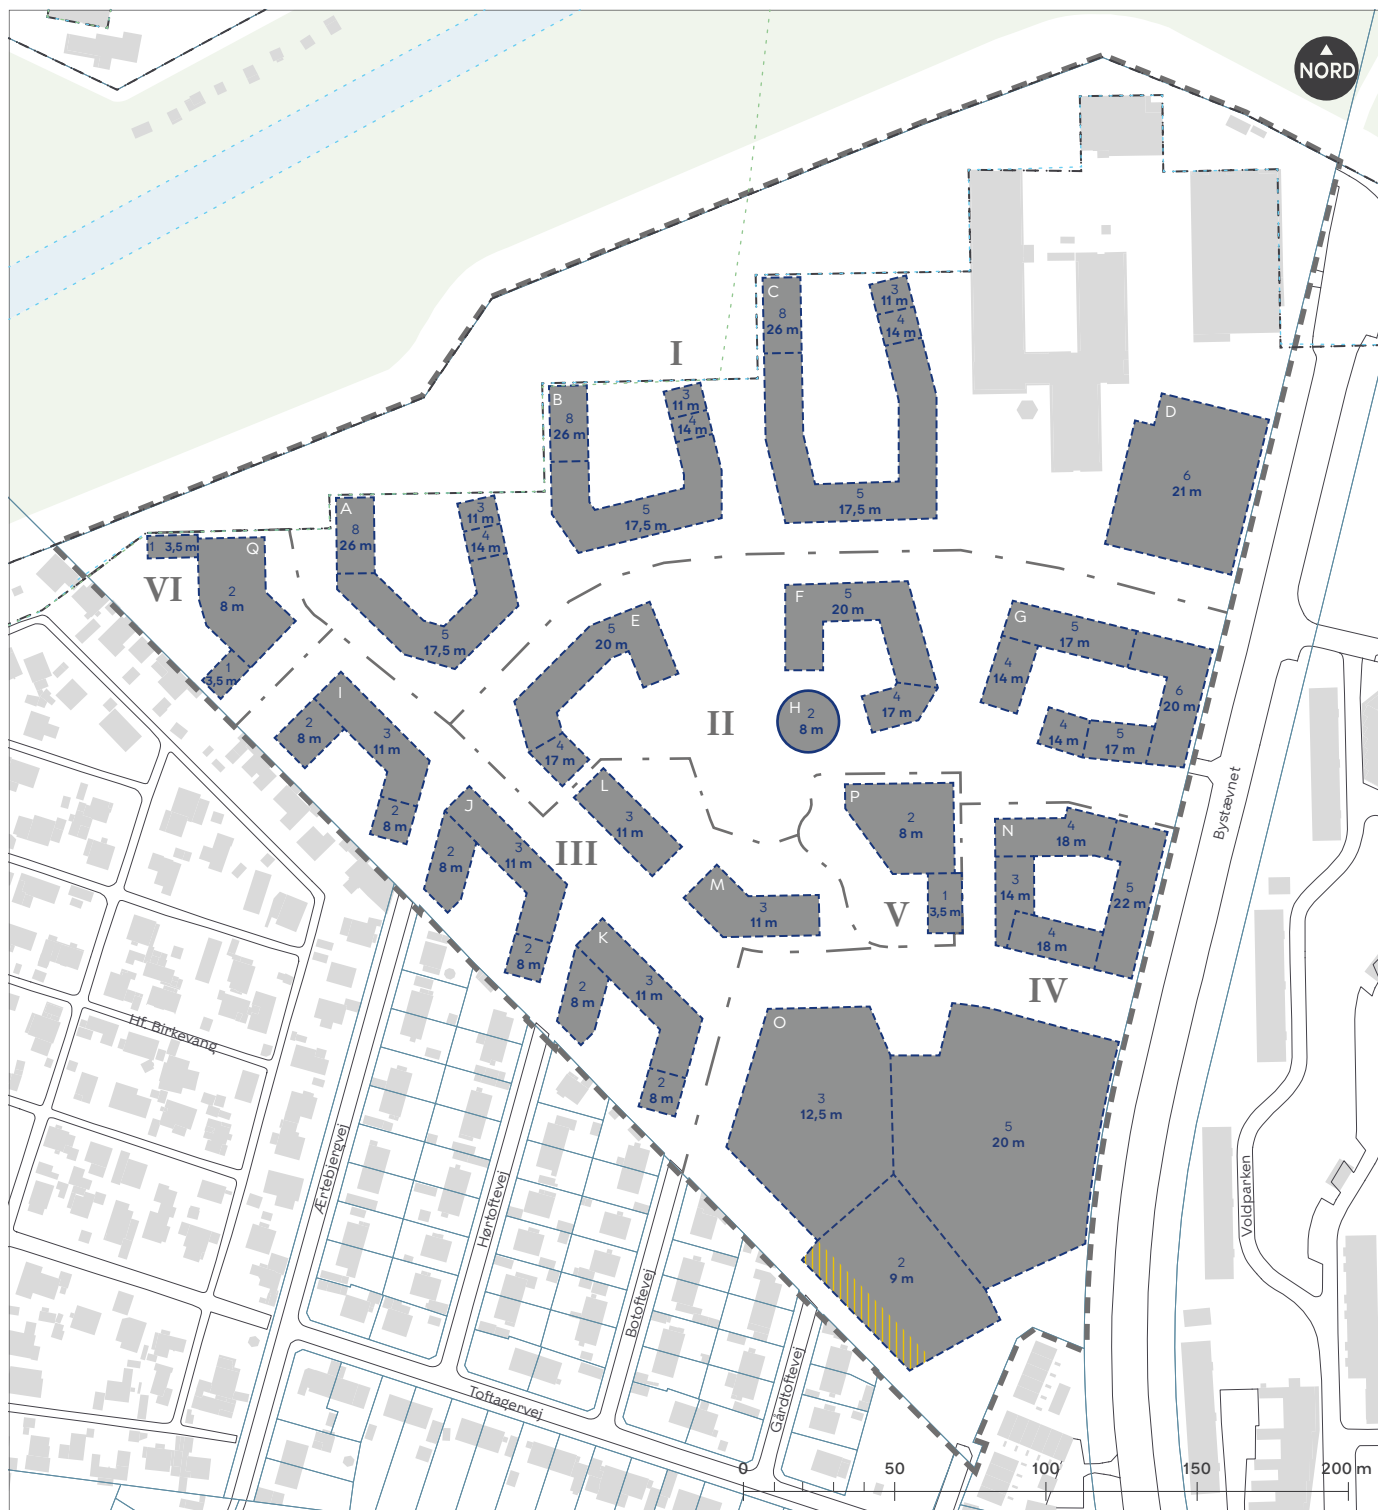 NORD
I
C
8
26 m
3
11 m
4
14 m
5
17,5 m
B
8
26 m
3
11 m
4
14 m
5
17,5 m
D
6
21 m
A
8
26 m
3
11 m
4
14 m
5
17,5 m
VI
1 3,5 m
Q
2
8 m
1
3,5 m
E
5
20 m
4
17 m
F
5
20 m
4
17 m
G
5
17 m
4
14 m
6
20 m
4
14 m
5
17 m
II
H
2
8 m
I
2
8 m
3
11 m
2
8 m
J
2
8 m
3
11 m
2
8 m
III
L
3
11 m
K
2
8 m
3
11 m
2
8 m
M
3
11 m
P
2
8 m
1
3,5 m
V
N
4
18 m
3
14 m
5
22 m
4
18 m
IV
O
3
12,5 m
5
20 m
2
9 m
Bystævnet
Voldparken
Hf. Birkevang
Ærtebjergvej
Hørtoftevej
Botoftevej
Gårdtoftevej
Toftagervej
0 50 100 150 200 m